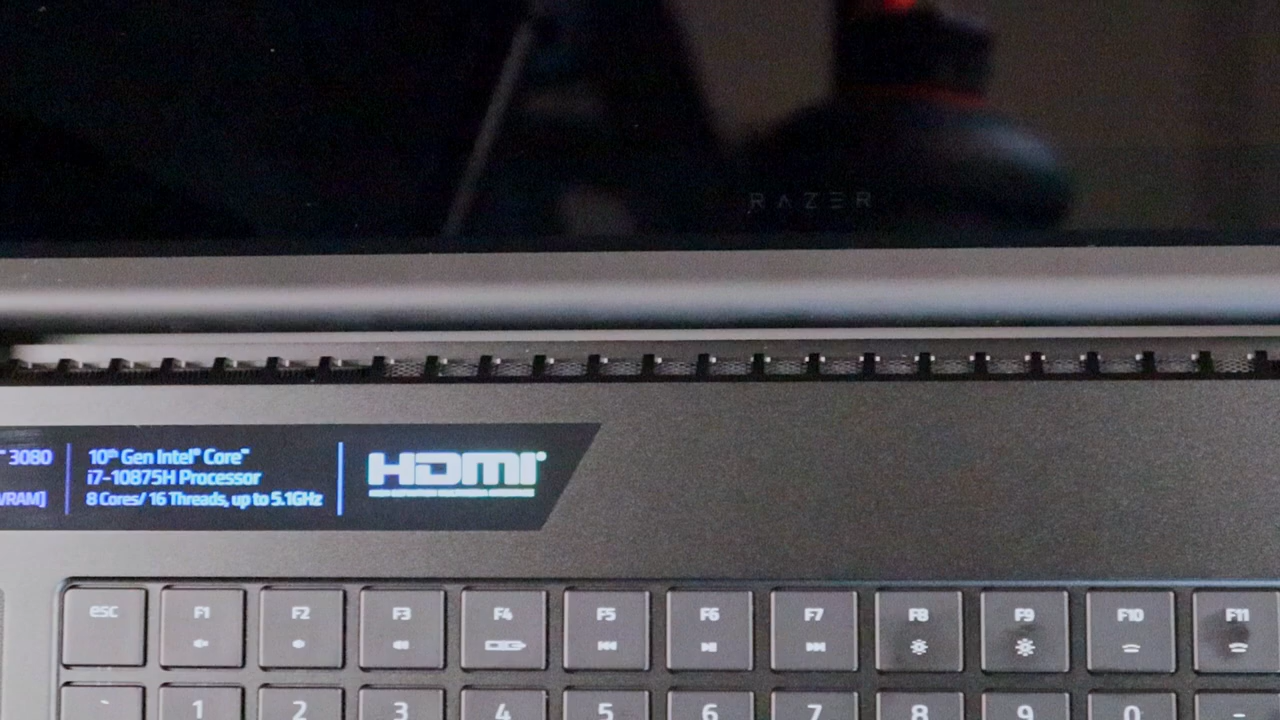 RAZER
™ 3080
VRAM]
10th Gen Intel® Core™
i7-10875H Processor
8 Cores/ 16 Threads, up to 5.1GHz
HDMI®
esc F1 F2 F3 F4 F5 F6 F7 F8 F9 F10 F11
` 1 2 3 4 5 6 7 8 9 0 -